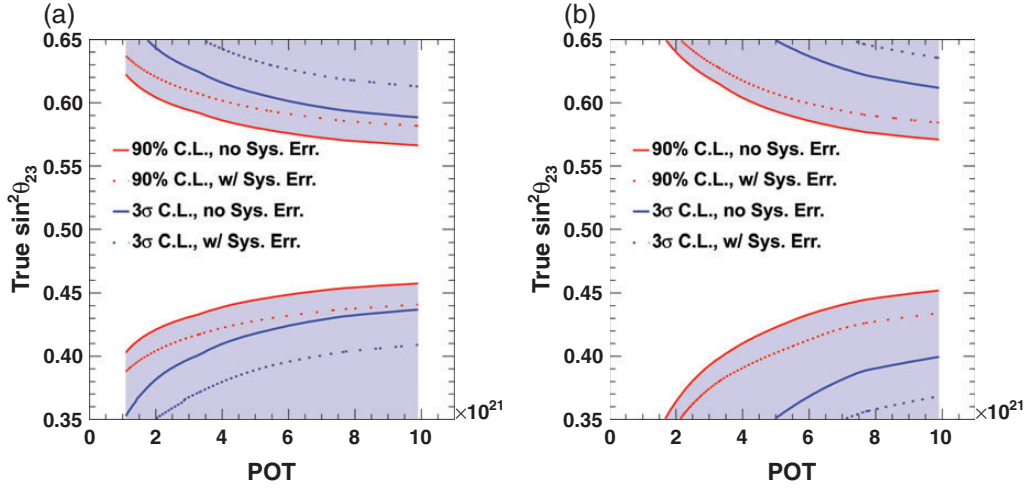 (a)
True sin²θ₂₃
0.65
0.60
0.55
0.50
0.45
0.40
0.35
90% C.L., no Sys. Err.
90% C.L., w/ Sys. Err.
3σ C.L., no Sys. Err.
3σ C.L., w/ Sys. Err.
0 2 4 6 8 10
×10²¹
POT
(b)
True sin²θ₂₃
0.65
0.60
0.55
0.50
0.45
0.40
0.35
90% C.L., no Sys. Err.
90% C.L., w/ Sys. Err.
3σ C.L., no Sys. Err.
3σ C.L., w/ Sys. Err.
0 2 4 6 8 10
×10²¹
POT